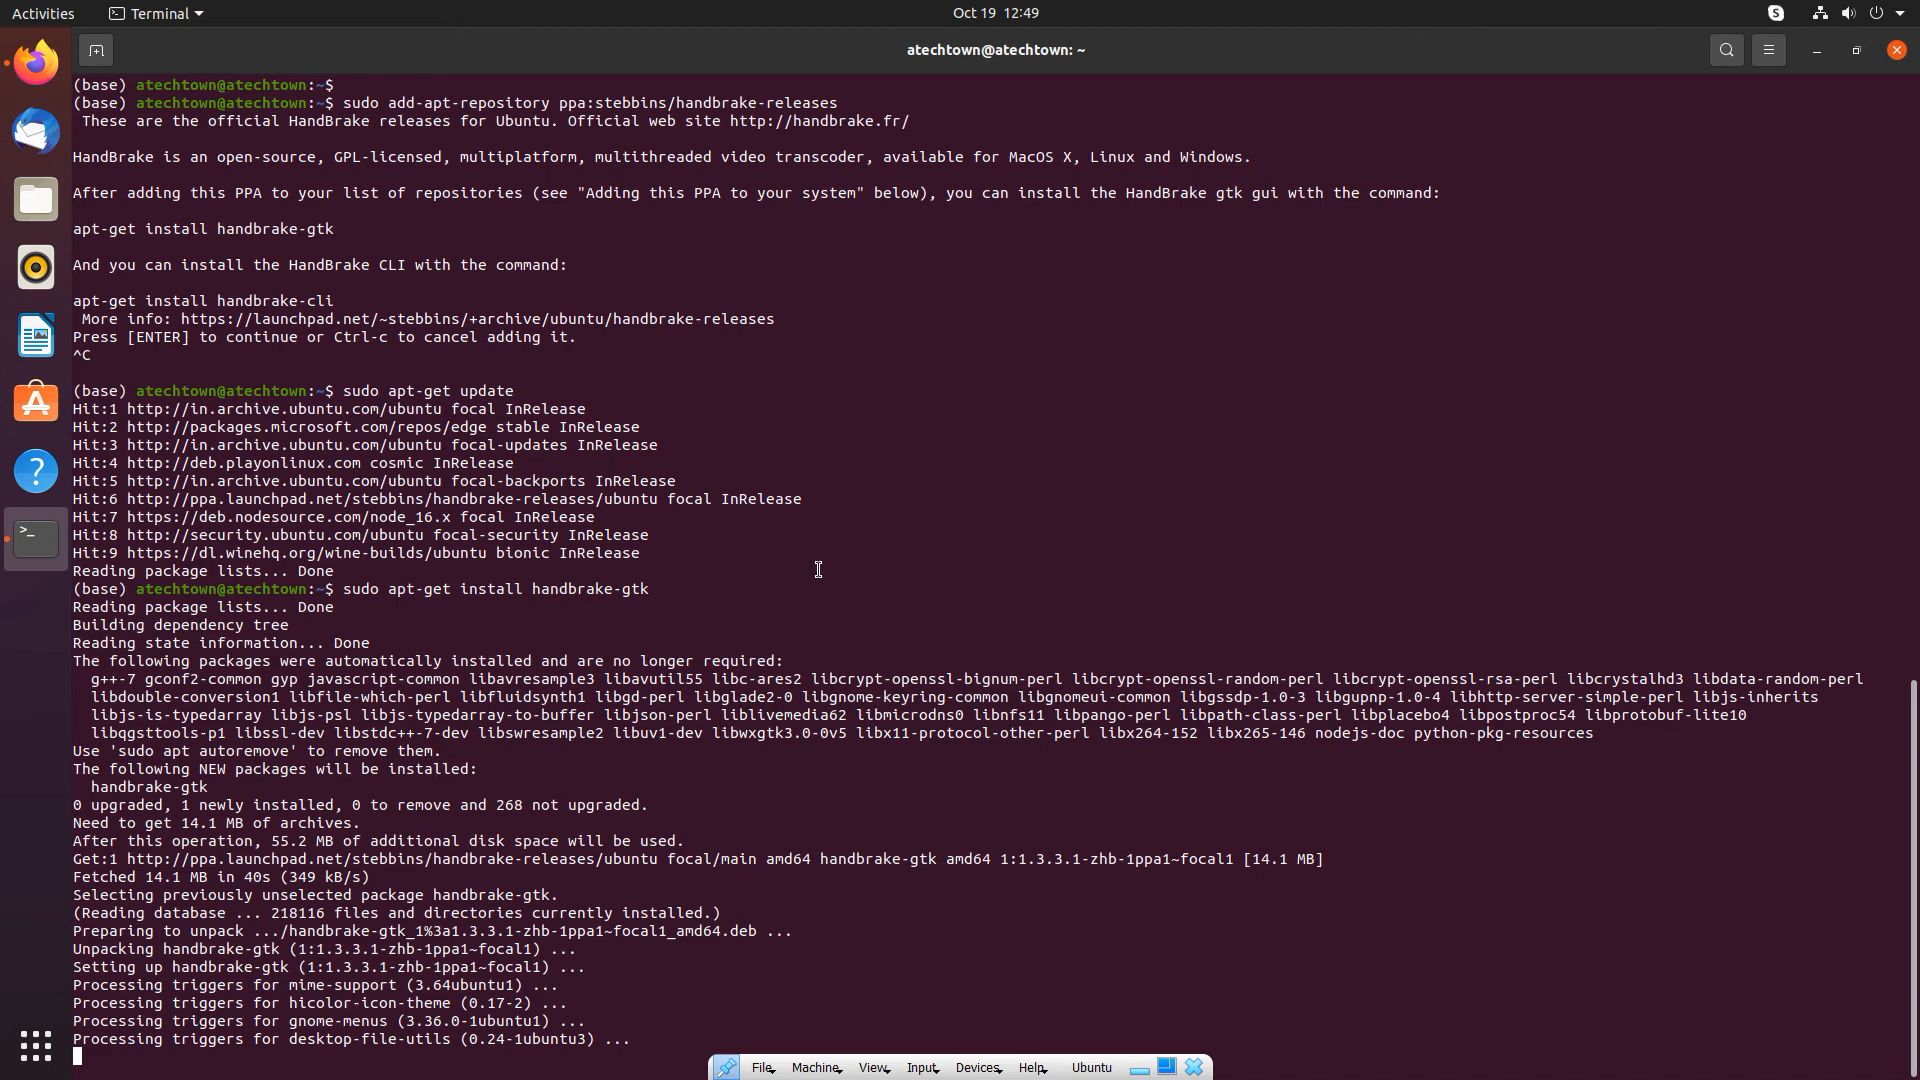 Activities
Terminal
Oct 19 12:49
S
atechtown@atechtown: ~
(base) atechtown@atechtown:~$
(base) atechtown@atechtown:~$ sudo add-apt-repository ppa:stebbins/handbrake-releases
These are the official HandBrake releases for Ubuntu. Official web site http://handbrake.fr/
HandBrake is an open-source, GPL-licensed, multiplatform, multithreaded video transcoder, available for MacOS X, Linux and Windows.
After adding this PPA to your list of repositories (see "Adding this PPA to your system" below), you can install the HandBrake gtk gui with the command:
apt-get install handbrake-gtk
And you can install the HandBrake CLI with the command:
apt-get install handbrake-cli
More info: https://launchpad.net/~stebbins/+archive/ubuntu/handbrake-releases
Press [ENTER] to continue or Ctrl-c to cancel adding it.
^C
(base) atechtown@atechtown:~$ sudo apt-get update
Hit:1 http://in.archive.ubuntu.com/ubuntu focal InRelease
Hit:2 http://packages.microsoft.com/repos/edge stable InRelease
Hit:3 http://in.archive.ubuntu.com/ubuntu focal-updates InRelease
Hit:4 http://deb.playonlinux.com cosmic InRelease
Hit:5 http://in.archive.ubuntu.com/ubuntu focal-backports InRelease
Hit:6 http://ppa.launchpad.net/stebbins/handbrake-releases/ubuntu focal InRelease
Hit:7 https://deb.nodesource.com/node_16.x focal InRelease
Hit:8 http://security.ubuntu.com/ubuntu focal-security InRelease
Hit:9 https://dl.winehq.org/wine-builds/ubuntu bionic InRelease
Reading package lists... Done
(base) atechtown@atechtown:~$ sudo apt-get install handbrake-gtk
Reading package lists... Done
Building dependency tree
Reading state information... Done
The following packages were automatically installed and are no longer required:
g++-7 gconf2-common gyp javascript-common libavresample3 libavutil55 libc-ares2 libcrypt-openssl-bignum-perl libcrypt-openssl-random-perl libcrypt-openssl-rsa-perl libcrystalhd3 libdata-random-perl
libdouble-conversion1 libfile-which-perl libfluidsynth1 libgd-perl libglade2-0 libgnome-keyring-common libgnomeui-common libgssdp-1.0-3 libgupnp-1.0-4 libhttp-server-simple-perl libjs-inherits
libjs-is-typedarray libjs-psl libjs-typedarray-to-buffer libjson-perl liblivemedia62 libmicrodns0 libnfs11 libpango-perl libpath-class-perl libplacebo4 libpostproc54 libprotobuf-lite10
libqgsttools-p1 libssl-dev libstdc++-7-dev libswresample2 libuv1-dev libwxgtk3.0-0v5 libx11-protocol-other-perl libx264-152 libx265-146 nodejs-doc python-pkg-resources
Use 'sudo apt autoremove' to remove them.
The following NEW packages will be installed:
handbrake-gtk
0 upgraded, 1 newly installed, 0 to remove and 268 not upgraded.
Need to get 14.1 MB of archives.
After this operation, 55.2 MB of additional disk space will be used.
Get:1 http://ppa.launchpad.net/stebbins/handbrake-releases/ubuntu focal/main amd64 handbrake-gtk amd64 1:1.3.3.1-zhb-1ppa1~focal1 [14.1 MB]
Fetched 14.1 MB in 40s (349 kB/s)
Selecting previously unselected package handbrake-gtk.
(Reading database ... 218116 files and directories currently installed.)
Preparing to unpack .../handbrake-gtk_1%3a1.3.3.1-zhb-1ppa1~focal1_amd64.deb ...
Unpacking handbrake-gtk (1:1.3.3.1-zhb-1ppa1~focal1) ...
Setting up handbrake-gtk (1:1.3.3.1-zhb-1ppa1~focal1) ...
Processing triggers for mime-support (3.64ubuntu1) ...
Processing triggers for hicolor-icon-theme (0.17-2) ...
Processing triggers for gnome-menus (3.36.0-1ubuntu1) ...
Processing triggers for desktop-file-utils (0.24-1ubuntu3) ...
File Machine View Input Devices Help Ubuntu